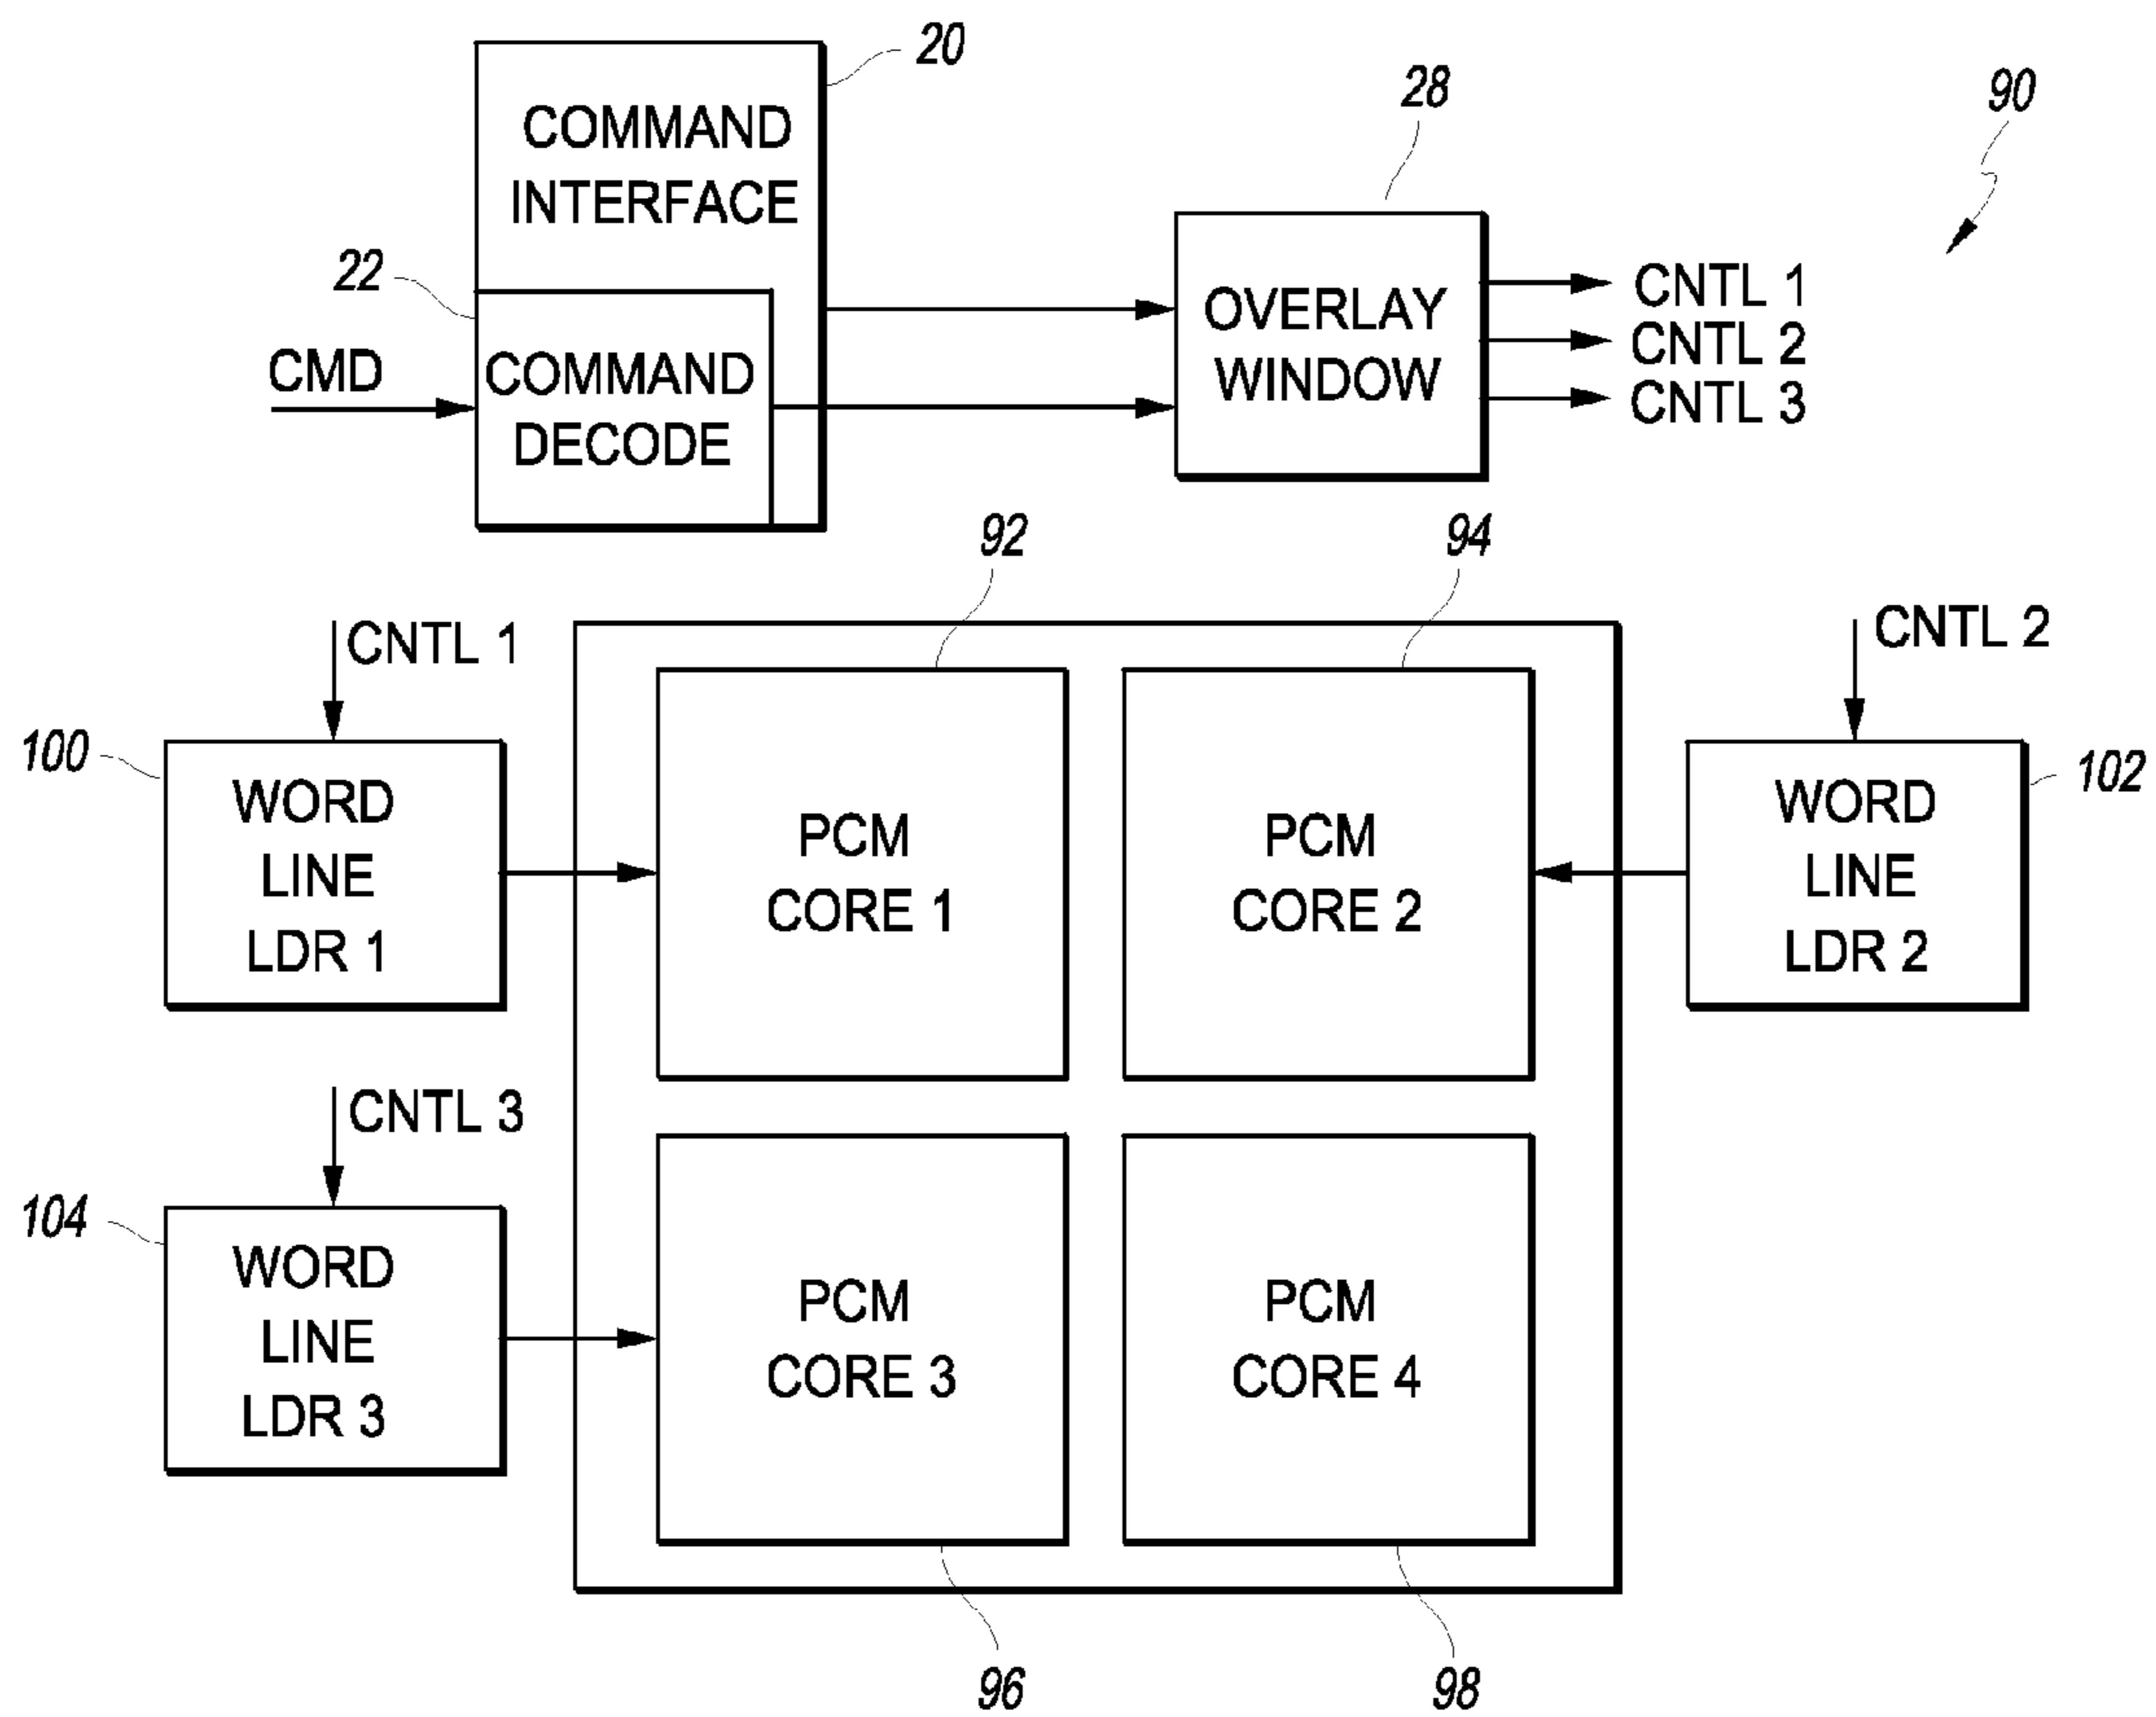 20
COMMAND
INTERFACE
28
90
22
CMD
COMMAND
DECODE
OVERLAY
WINDOW
CNTL 1
CNTL 2
CNTL 3
92
94
CNTL 1
CNTL 2
100
WORD
LINE
LDR 1
PCM
CORE 1
PCM
CORE 2
WORD
LINE
LDR 2
102
CNTL 3
104
WORD
LINE
LDR 3
PCM
CORE 3
PCM
CORE 4
96
98